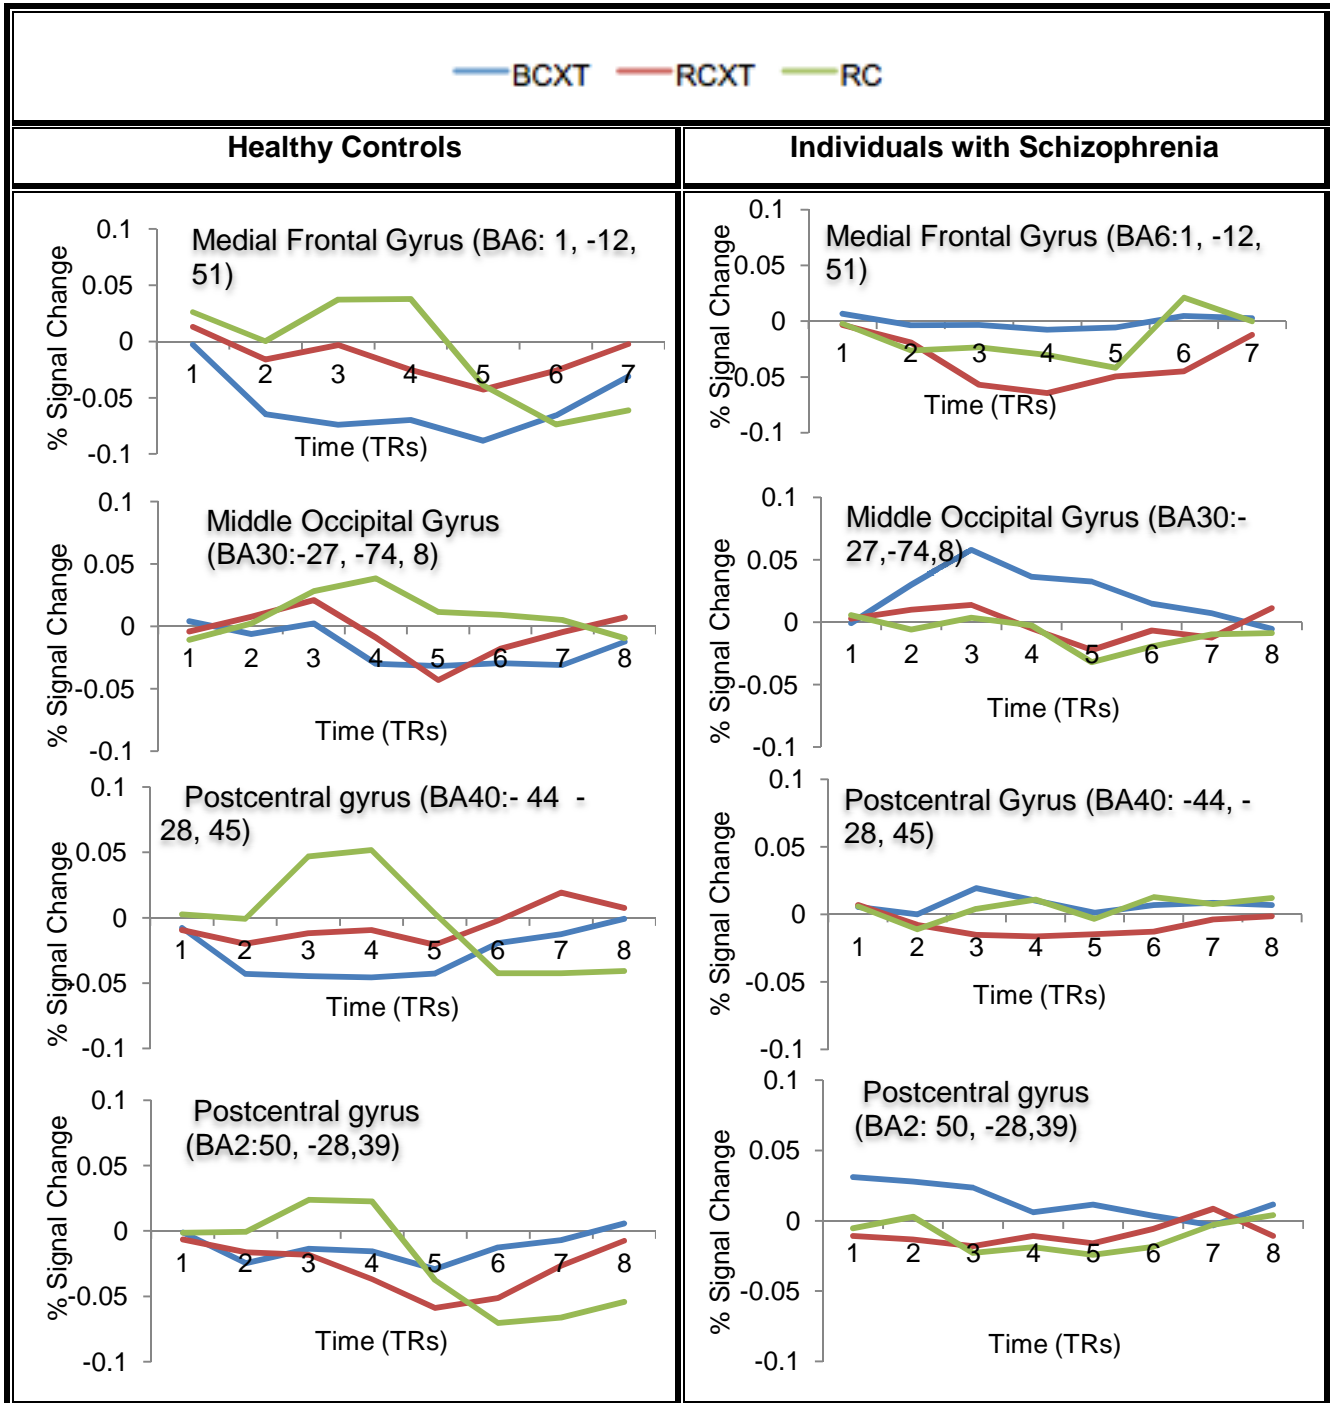 BCXT RCXT RC
Healthy Controls
Individuals with Schizophrenia
% Signal Change
0.1
0.05
0
-0.05
-0.1
Medial Frontal Gyrus (BA6: 1, -12,
51)
1 2 3 4 5 6 7
Time (TRs)
% Signal Change
0.1
0.05
0
-0.05
-0.1
Middle Occipital Gyrus
(BA30:-27, -74, 8)
1 2 3 4 5 6 7 8
Time (TRs)
% Signal Change
0.1
0.05
0
-0.05
-0.1
Postcentral gyrus (BA40:- 44 -
28, 45)
1 2 3 4 5 6 7 8
Time (TRs)
% Signal Change
0.1
0.05
0
-0.05
-0.1
Postcentral gyrus
(BA2:50, -28,39)
1 2 3 4 5 6 7 8
Time (TRs)
% Signal Change
0.1
0.05
0
-0.05
-0.1
Medial Frontal Gyrus (BA6:1, -12,
51)
1 2 3 4 5 6 7
Time (TRs)
% Signal Change
0.1
0.05
0
-0.05
-0.1
Middle Occipital Gyrus (BA30:-
27,-74,8)
1 2 3 4 5 6 7 8
Time (TRs)
% Signal Change
0.1
0.05
0
-0.05
-0.1
Postcentral Gyrus (BA40: -44, -
28, 45)
1 2 3 4 5 6 7 8
Time (TRs)
% Signal Change
0.1
0.05
0
-0.05
-0.1
Postcentral gyrus
(BA2: 50, -28,39)
1 2 3 4 5 6 7 8
Time (TRs)